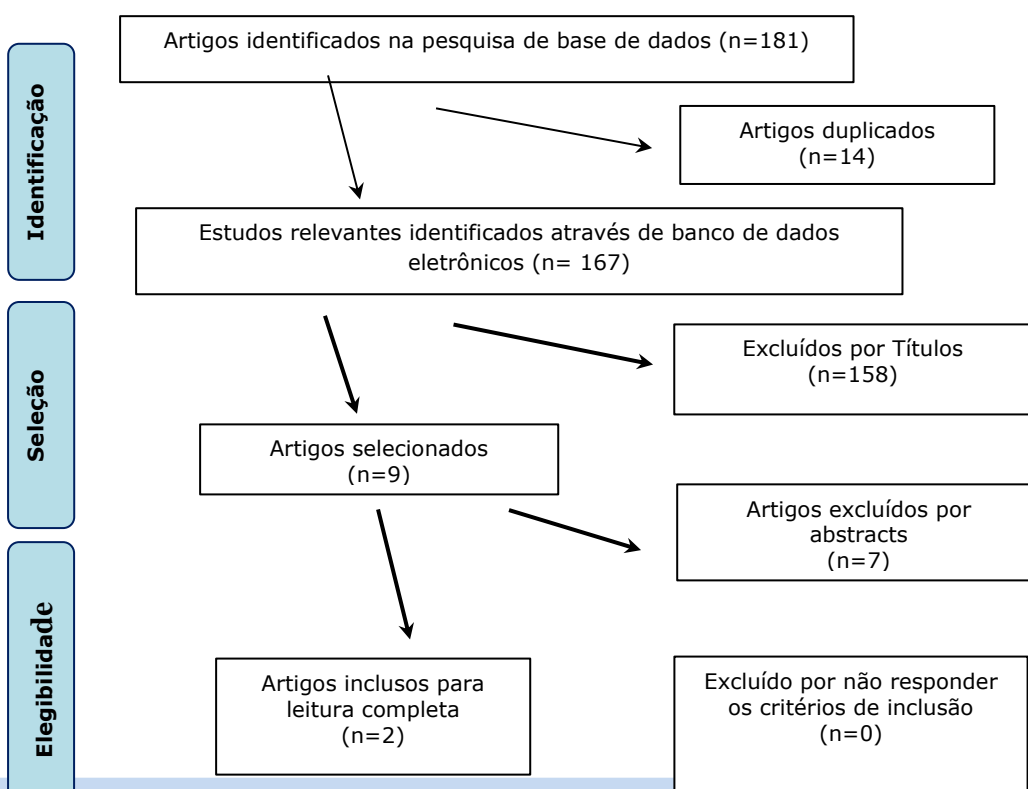 Identificação
Artigos identificados na pesquisa de base de dados (n=181)
Artigos duplicados
(n=14)
Estudos relevantes identificados através de banco de dados
eletrônicos (n= 167)
Seleção
Excluídos por Títulos
(n=158)
Artigos selecionados
(n=9)
Artigos excluídos por
abstracts
(n=7)
Elegibilidade
Artigos inclusos para
leitura completa
(n=2)
Excluído por não responder
os critérios de inclusão
(n=0)